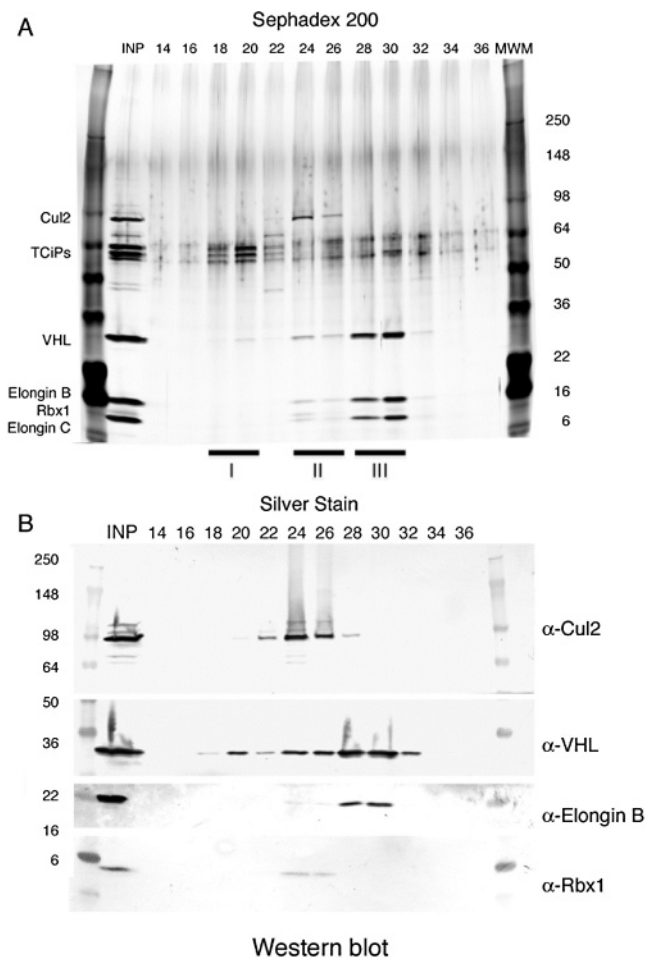 A
Sephadex 200
INP 14 16 18 20 22 24 26 28 30 32 34 36 MWM
250
148
98
64
50
36
22
16
6
Cul2
TCiPs
VHL
Elongin B
Rbx1
Elongin C
I II III
Silver Stain
B
INP 14 16 18 20 22 24 26 28 30 32 34 36
250
148
98
64
50
36
22
16
6
α-Cul2
α-VHL
α-Elongin B
α-Rbx1
Western blot